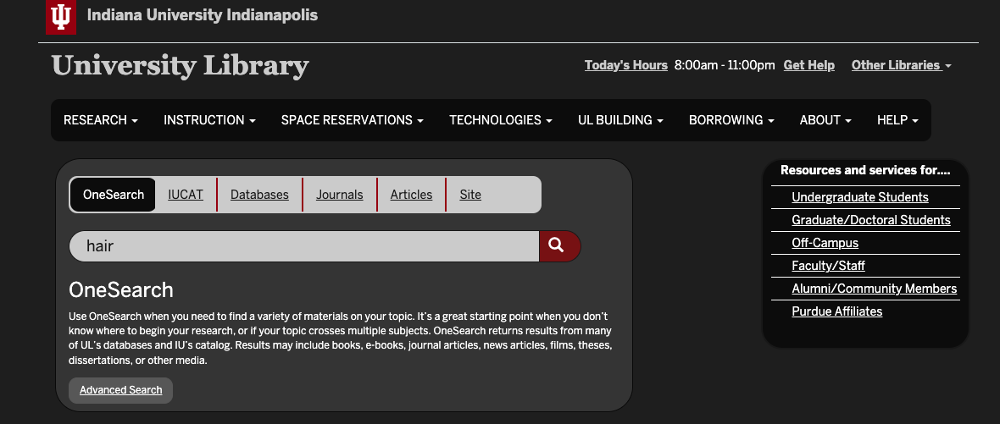 Indiana University Indianapolis
University Library
Today's Hours 8:00am - 11:00pm Get Help Other Libraries
RESEARCH INSTRUCTION SPACE RESERVATIONS TECHNOLOGIES UL BUILDING BORROWING ABOUT HELP
OneSearch IUCAT Databases Journals Articles Site
hair
OneSearch
Use OneSearch when you need to find a variety of materials on your topic. It's a great starting point when you don't
know where to begin your research, or if your topic crosses multiple subjects. OneSearch returns results from many
of UL's databases and IU's catalog. Results may include books, e-books, journal articles, news articles, films, theses,
dissertations, or other media.
Advanced Search
Resources and services for....
Undergraduate Students
Graduate/Doctoral Students
Off-Campus
Faculty/Staff
Alumni/Community Members
Purdue Affiliates